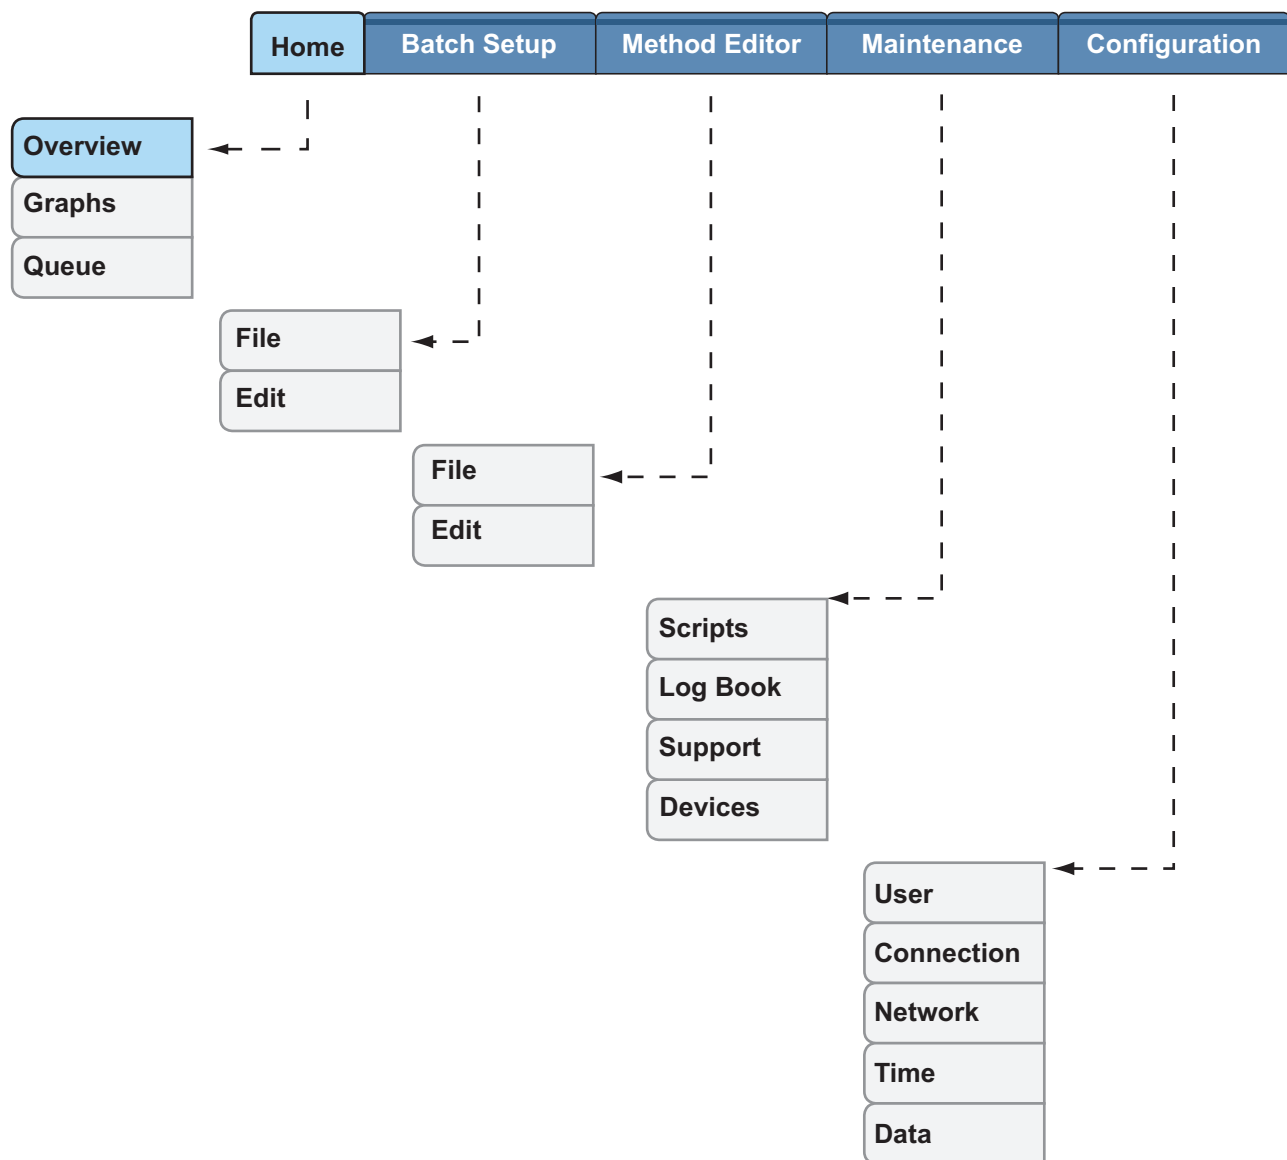 Home Batch Setup Method Editor Maintenance Configuration
Overview
Graphs
Queue
File
Edit
File
Edit
Scripts
Log Book
Support
Devices
User
Connection
Network
Time
Data